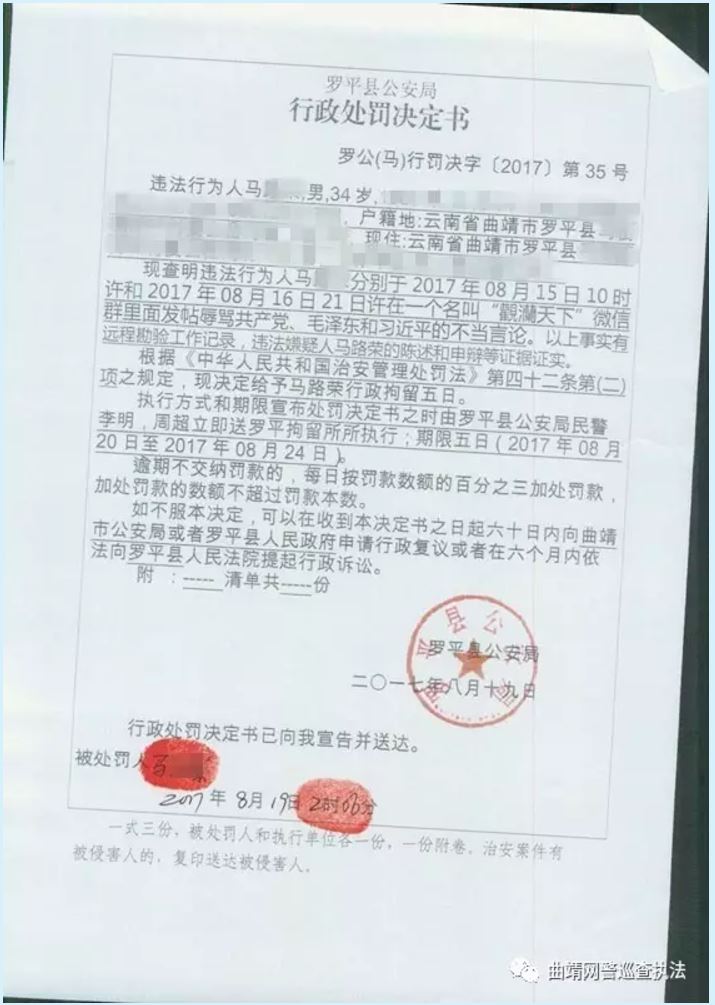 罗平县公安局
行政处罚决定书
罗公(马)行罚决字〔2017〕第 35 号
违法行为人马 ,男,34 岁,
户籍地:云南省曲靖市罗平县
现住:云南省曲靖市罗平县
现查明违法行为人马 分别于 2017 年 08 月 15 日 10 时
许和 2017 年 08 月 16 日 21 日许在一个名叫“觀瀾天下”微信
群里面发帖辱骂共产党、毛泽东和习近平的不当言论。以上事实有
远程勘验工作记录,违法嫌疑人马路荣的陈述和申辩等证据证实。
根据《中华人民共和国治安管理处罚法》第四十二条第(二)
项之规定,现决定给予马路荣行政拘留五日。
执行方式和期限宣布处罚决定书之时由罗平县公安局民警
李明,周超立即送罗平拘留所所执行;期限五日(2017 年 08 月
20 日至 2017 年 08 月 24 日)。
逾期不交纳罚款的,每日按罚款数额的百分之三加处罚款,
加处罚款的数额不超过罚款本数。
如不服本决定,可以在收到本决定书之日起六十日内向曲靖
市公安局或者罗平县人民政府申请行政复议或者在六个月内依
法向罗平县人民法院提起行政诉讼。
附 :----- 清单共-----份
罗平县公安局
罗平县公安局
二〇一七年八月十九日
行政处罚决定书已向我宣告并送达。
被处罚人马
2017 年 8月 19日 2时06分
一式三份,被处罚人和执行单位各一份,一份附卷。治安案件有
被侵害人的,复印送达被侵害人。
曲靖网警巡查执法